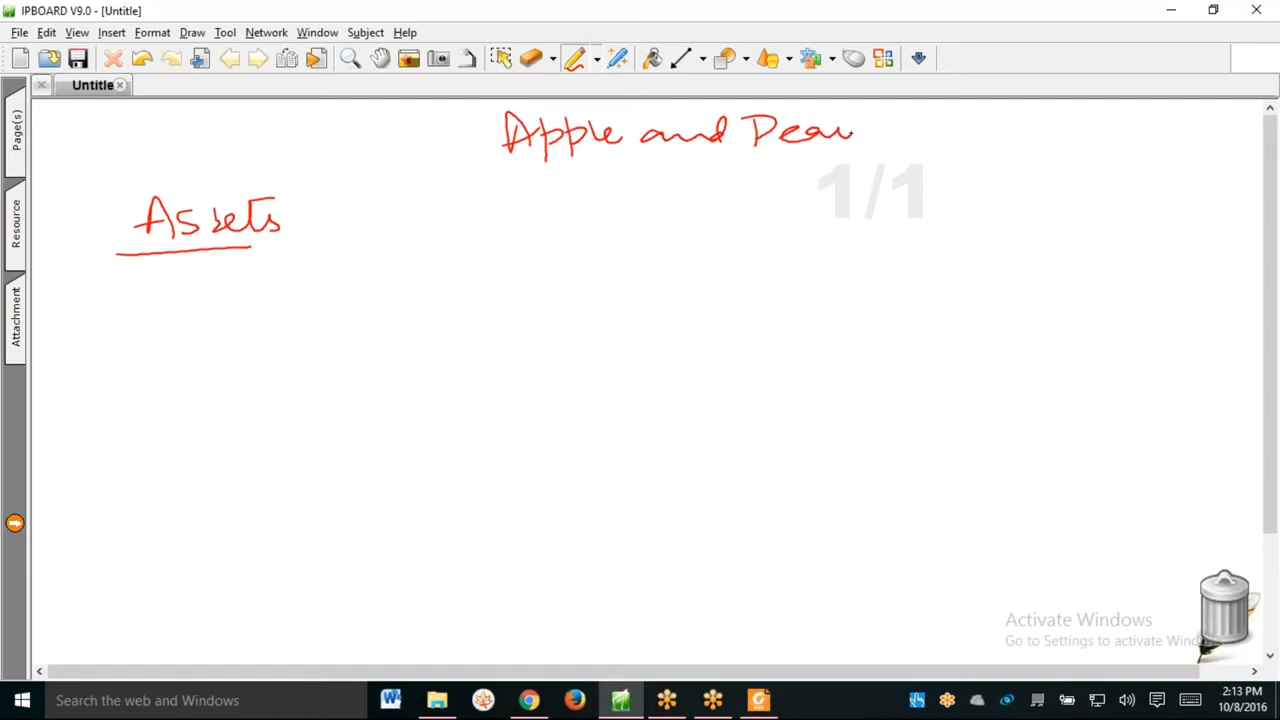 IPBOARD V9.0 - [Untitled]
File Edit View Insert Format Draw Tool Network Window Subject Help
Untitle
Page(s)
Resource
Attachment
Apple and Pear
1/1
Assets
Activate Windows
Go to Settings to activate Wind
Search the web and Windows
2:13 PM
10/8/2016